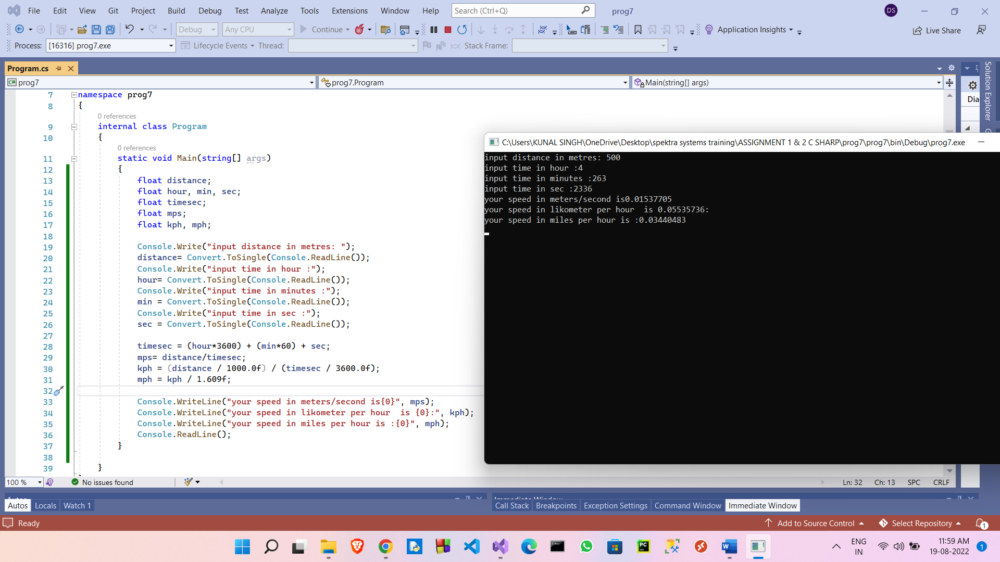 File Edit View Git Project Build Debug Test Analyze Tools Extensions Window Help Search (Ctrl+Q) prog7 DS
Debug Any CPU Continue Application Insights Live Share
Process: [16316] prog7.exe Lifecycle Events Thread: Stack Frame:
Program.cs
prog7 prog7.Program Main(string[] args)
7 namespace prog7
8 {
0 references
9 internal class Program
10 {
0 references
11 static void Main(string[] args)
12 {
13 float distance;
14 float hour, min, sec;
15 float timesec;
16 float mps;
17 float kph, mph;
18
19 Console.Write("input distance in metres: ");
20 distance= Convert.ToSingle(Console.ReadLine());
21 Console.Write("input time in hour :");
22 hour= Convert.ToSingle(Console.ReadLine());
23 Console.Write("input time in minutes :");
24 min = Convert.ToSingle(Console.ReadLine());
25 Console.Write("input time in sec :");
26 sec = Convert.ToSingle(Console.ReadLine());
27
28 timesec = (hour*3600) + (min*60) + sec;
29 mps= distance/timesec;
30 kph = (distance / 1000.0f) / (timesec / 3600.0f);
31 mph = kph / 1.609f;
32
33 Console.WriteLine("your speed in meters/second is{0}", mps);
34 Console.WriteLine("your speed in likometer per hour  is {0}:", kph);
35 Console.WriteLine("your speed in miles per hour is :{0}", mph);
36 Console.ReadLine();
37 }
38
39 }
C:\Users\KUNAL SINGH\OneDrive\Desktop\spektra systems training\ASSIGNMENT 1 & 2 C SHARP\prog7\prog7\bin\Debug\prog7.exe
input distance in metres: 500
input time in hour :4
input time in minutes :263
input time in sec :2336
your speed in meters/second is0.01537705
your speed in likometer per hour  is 0.05535736:
your speed in miles per hour is :0.03440483
Solution Explorer
Dia
100 % No issues found Ln: 32 Ch: 13 SPC CRLF
Autos Immediate Window
Autos Locals Watch 1 Call Stack Breakpoints Exception Settings Command Window Immediate Window
Ready Add to Source Control Select Repository 1
ENG
IN
11:59 AM
19-08-2022
1
PC